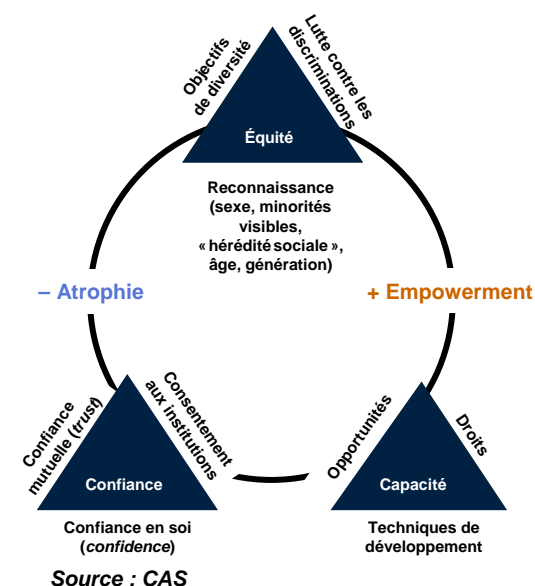 Objectifs
de diversité
Lutte contre les
discriminations
Équité
Reconnaissance
(sexe, minorités
visibles,
« hérédité sociale »,
âge, génération)
– Atrophie
+ Empowerment
Confiance
mutuelle (trust)
Consentement
aux institutions
Confiance
Confiance en soi
(confidence)
Opportunités
Droits
Capacité
Techniques de
développement
Source : CAS